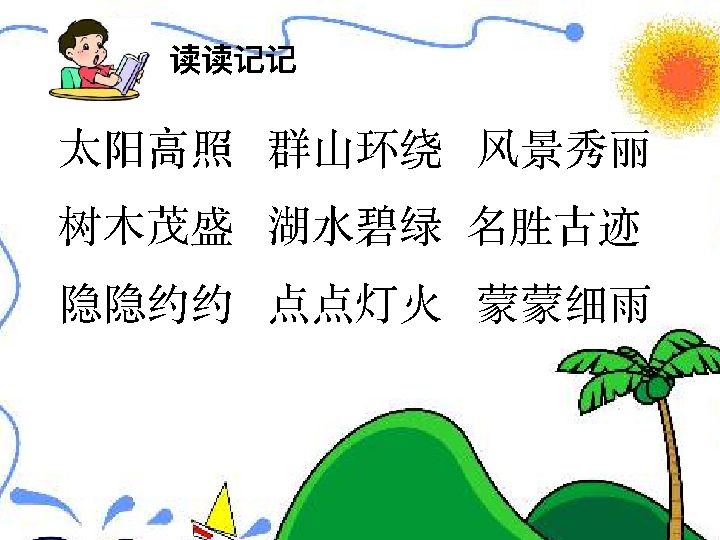 读读记记
太阳高照 群山环绕 风景秀丽
树木茂盛 湖水碧绿 名胜古迹
隐隐约约 点点灯火 蒙蒙细雨